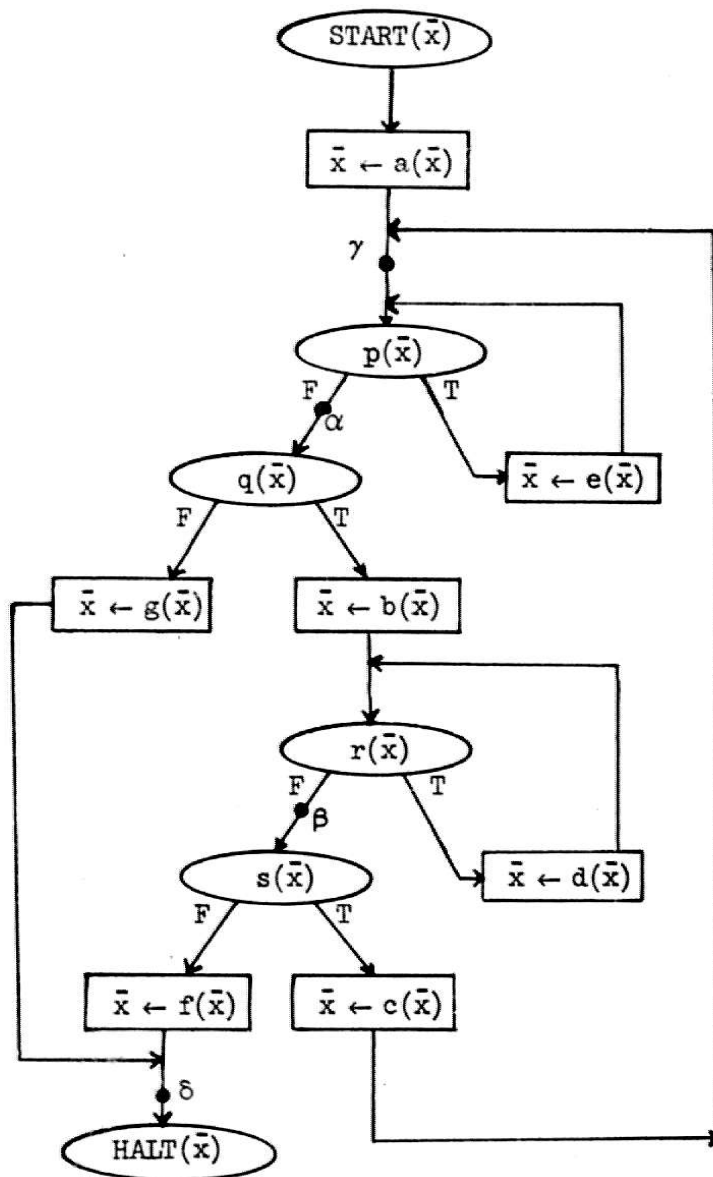 START(x̄)
x̄ ← a(x̄)
γ
p(x̄)
F T
α
q(x̄)
x̄ ← e(x̄)
F T
x̄ ← g(x̄)
x̄ ← b(x̄)
r(x̄)
F T
β
s(x̄)
x̄ ← d(x̄)
F T
x̄ ← f(x̄)
x̄ ← c(x̄)
δ
HALT(x̄)